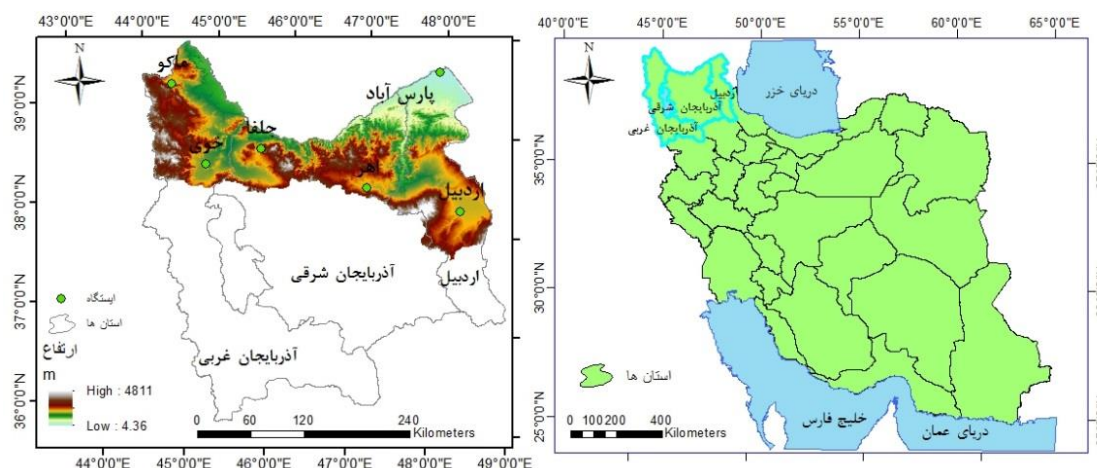 43°0'0"E 44°0'0"E 45°0'0"E 46°0'0"E 47°0'0"E 48°0'0"E
N
39°0'0"N
38°0'0"N
37°0'0"N
36°0'0"N
ماکو
پارس آباد
جلفا
خوی
اهر
اردبیل
آذربایجان شرقی
اردبیل
آذربایجان غربی
ایستگاه
استان ها
ارتفاع
m
High : 4811
Low : 4.36
0 60 120 180 240
Kilometers
44°0'0"E 45°0'0"E 46°0'0"E 47°0'0"E 48°0'0"E 49°0'0"E
40°0'0"E 45°0'0"E 50°0'0"E 55°0'0"E 60°0'0"E 65°0'0"E
N
35°0'0"N
30°0'0"N
25°0'0"N
دریای خزر
اردبیل
آذربایجان شرقی
آذربایجان غربی
استان ها
0 100 200 400
Kilometers
خلیج فارس
دریای عمان